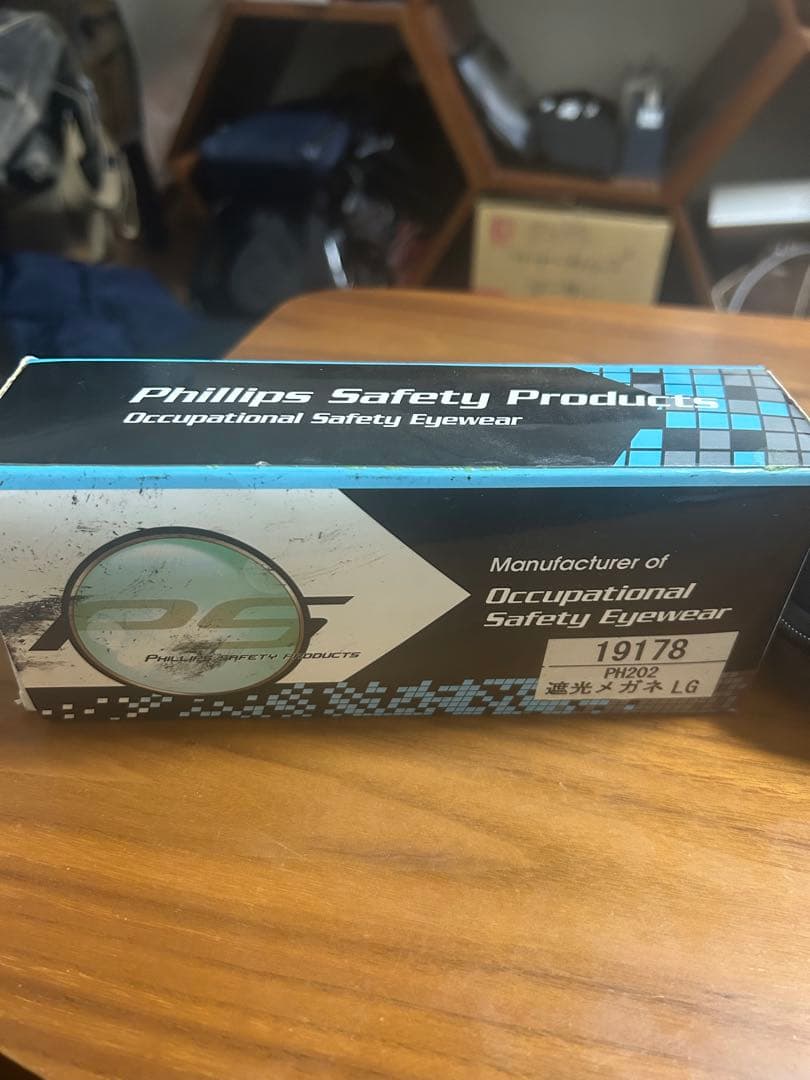 Phillips Safety Products
Occupational Safety Eyewear
PS
PHILLIPS SAFETY PRODUCTS
Manufacturer of
Occupational
Safety Eyewear
19178
PH202
遮光メガネ LG